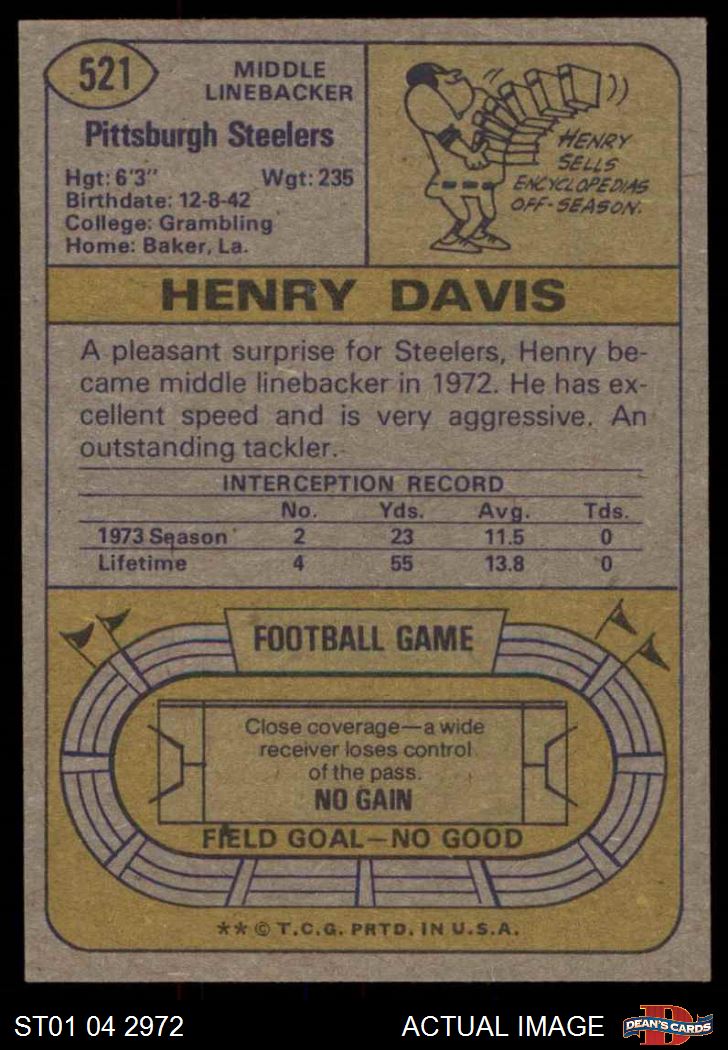 521
MIDDLE
LINEBACKER
Pittsburgh Steelers
Hgt: 6'3" Wgt: 235
Birthdate: 12-8-42
College: Grambling
Home: Baker, La.
HENRY
SELLS
ENCYCLOPEDIAS
OFF-SEASON.
HENRY DAVIS
A pleasant surprise for Steelers, Henry be-
came middle linebacker in 1972. He has ex-
cellent speed and is very aggressive. An
outstanding tackler.
INTERCEPTION RECORD
No. Yds. Avg. Tds.
1973 Season 2 23 11.5 0
Lifetime 4 55 13.8 0
FOOTBALL GAME
Close coverage—a wide
receiver loses control
of the pass.
NO GAIN
FIELD GOAL—NO GOOD
** © T.C.G. PRTD. IN U.S.A.
ST01 04 2972 ACTUAL IMAGE
D
DEAN'S CARDS